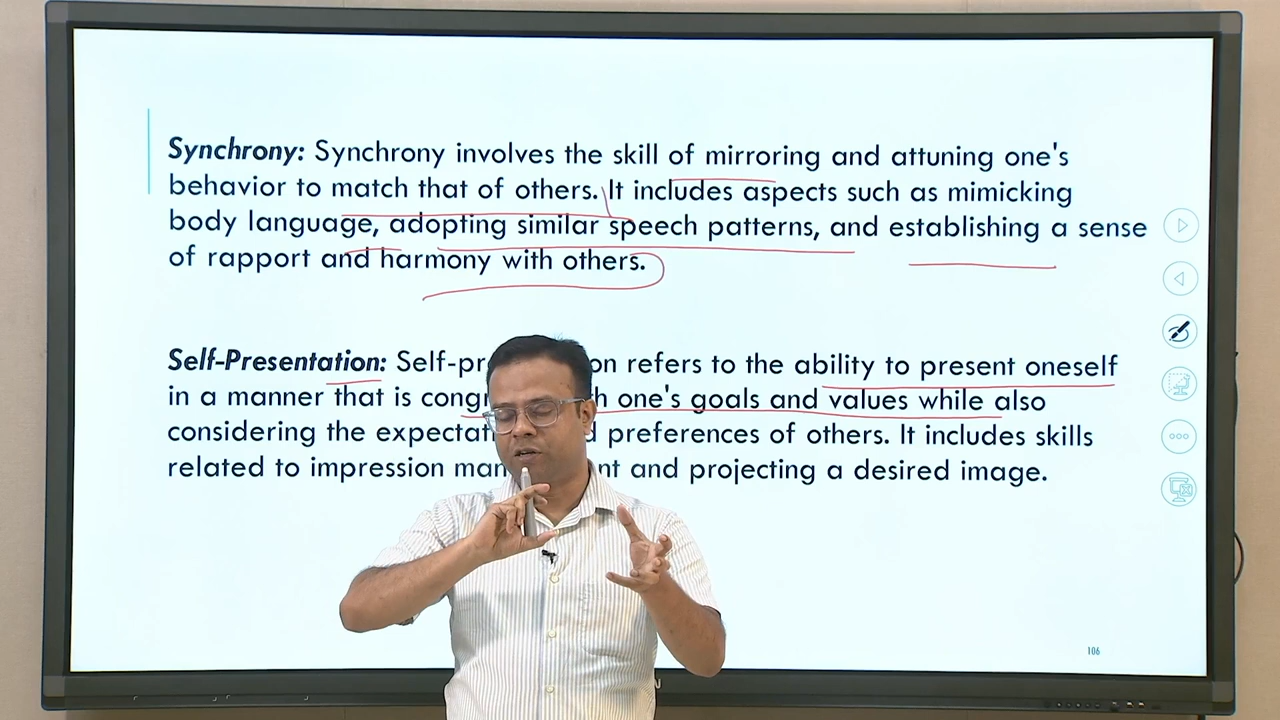 Synchrony: Synchrony involves the skill of mirroring and attuning one's
behavior to match that of others. It includes aspects such as mimicking
body language, adopting similar speech patterns, and establishing a sense
of rapport and harmony with others.
Self-Presentation: Self-pr on refers to the ability to present oneself
in a manner that is cong h one's goals and values while also
considering the expectat d preferences of others. It includes skills
related to impression man nt and projecting a desired image.
106